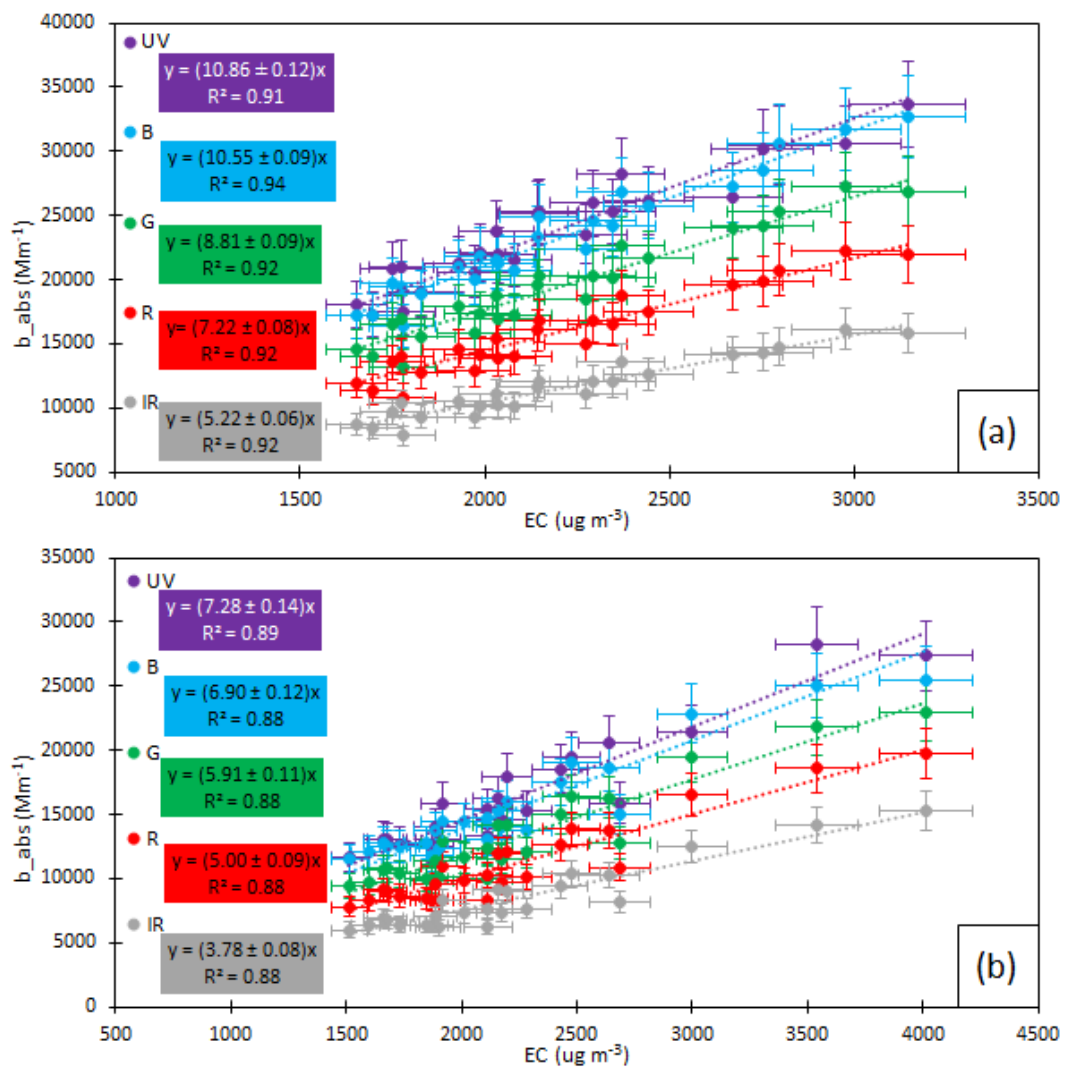 40000
35000
30000
25000
20000
15000
10000
5000
b_abs (Mm⁻¹)
UV
y = (10.86 ± 0.12)x
R² = 0.91
B
y = (10.55 ± 0.09)x
R² = 0.94
G
y = (8.81 ± 0.09)x
R² = 0.92
R
y= (7.22 ± 0.08)x
R² = 0.92
IR
y = (5.22 ± 0.06)x
R² = 0.92
(a)
1000 1500 2000 2500 3000 3500
EC (ug m⁻³)
35000
30000
25000
20000
15000
10000
5000
0
b_abs (Mm⁻¹)
UV
y = (7.28 ± 0.14)x
R² = 0.89
B
y = (6.90 ± 0.12)x
R² = 0.88
G
y = (5.91 ± 0.11)x
R² = 0.88
R
y = (5.00 ± 0.09)x
R² = 0.88
IR
y = (3.78 ± 0.08)x
R² = 0.88
(b)
500 1000 1500 2000 2500 3000 3500 4000 4500
EC (ug m⁻³)